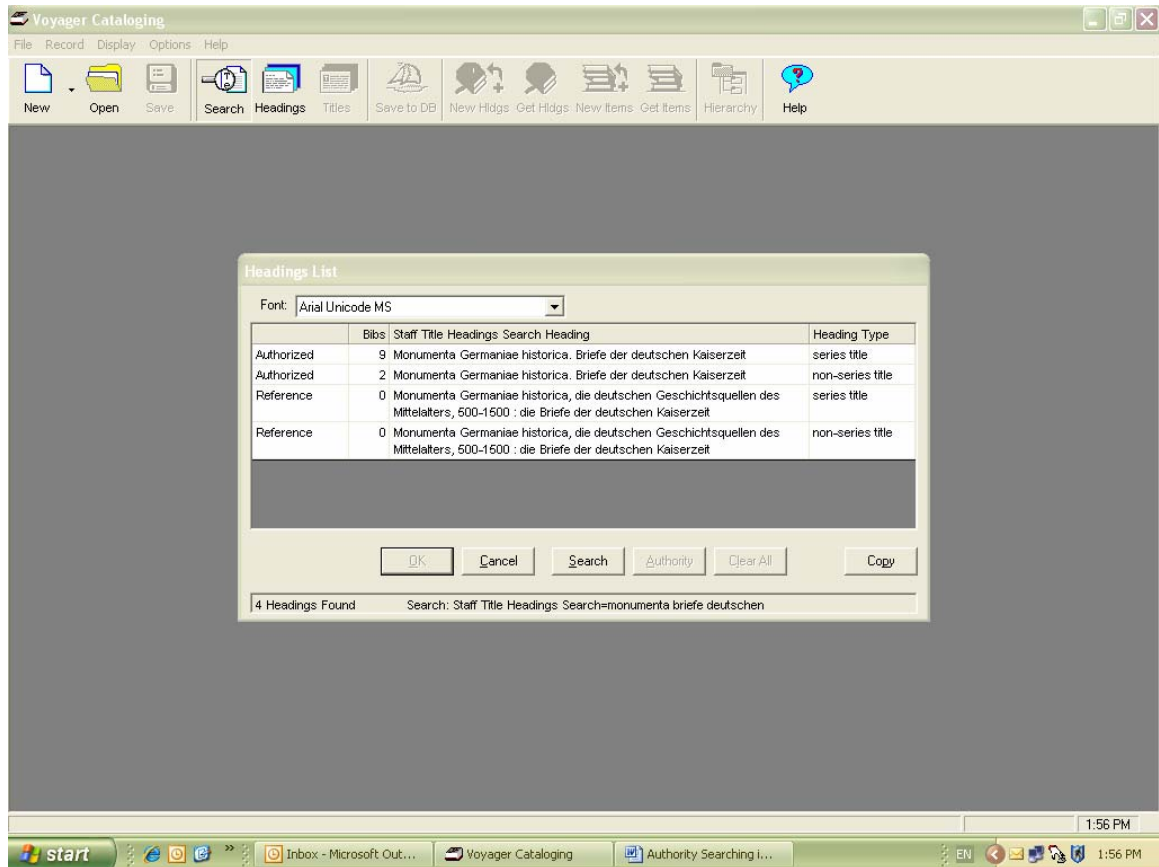 Voyager Cataloging
File Record Display Options Help
New Open Save Search Headings Titles Save to DB New Hldgs Get Hldgs New Items Get Items Hierarchy Help
Headings List
Font: Arial Unicode MS
Bibs Staff Title Headings Search Heading Heading Type
Authorized 9 Monumenta Germaniae historica. Briefe der deutschen Kaiserzeit series title
Authorized 2 Monumenta Germaniae historica. Briefe der deutschen Kaiserzeit non-series title
Reference 0 Monumenta Germaniae historica, die deutschen Geschichtsquellen des series title
Mittelalters, 500-1500 : die Briefe der deutschen Kaiserzeit
Reference 0 Monumenta Germaniae historica, die deutschen Geschichtsquellen des non-series title
Mittelalters, 500-1500 : die Briefe der deutschen Kaiserzeit
OK Cancel Search Authority Clear All Copy
4 Headings Found Search: Staff Title Headings Search=monumenta briefe deutschen
1:56 PM
start » Inbox - Microsoft Out... Voyager Cataloging Authority Searching i... EN 1:56 PM